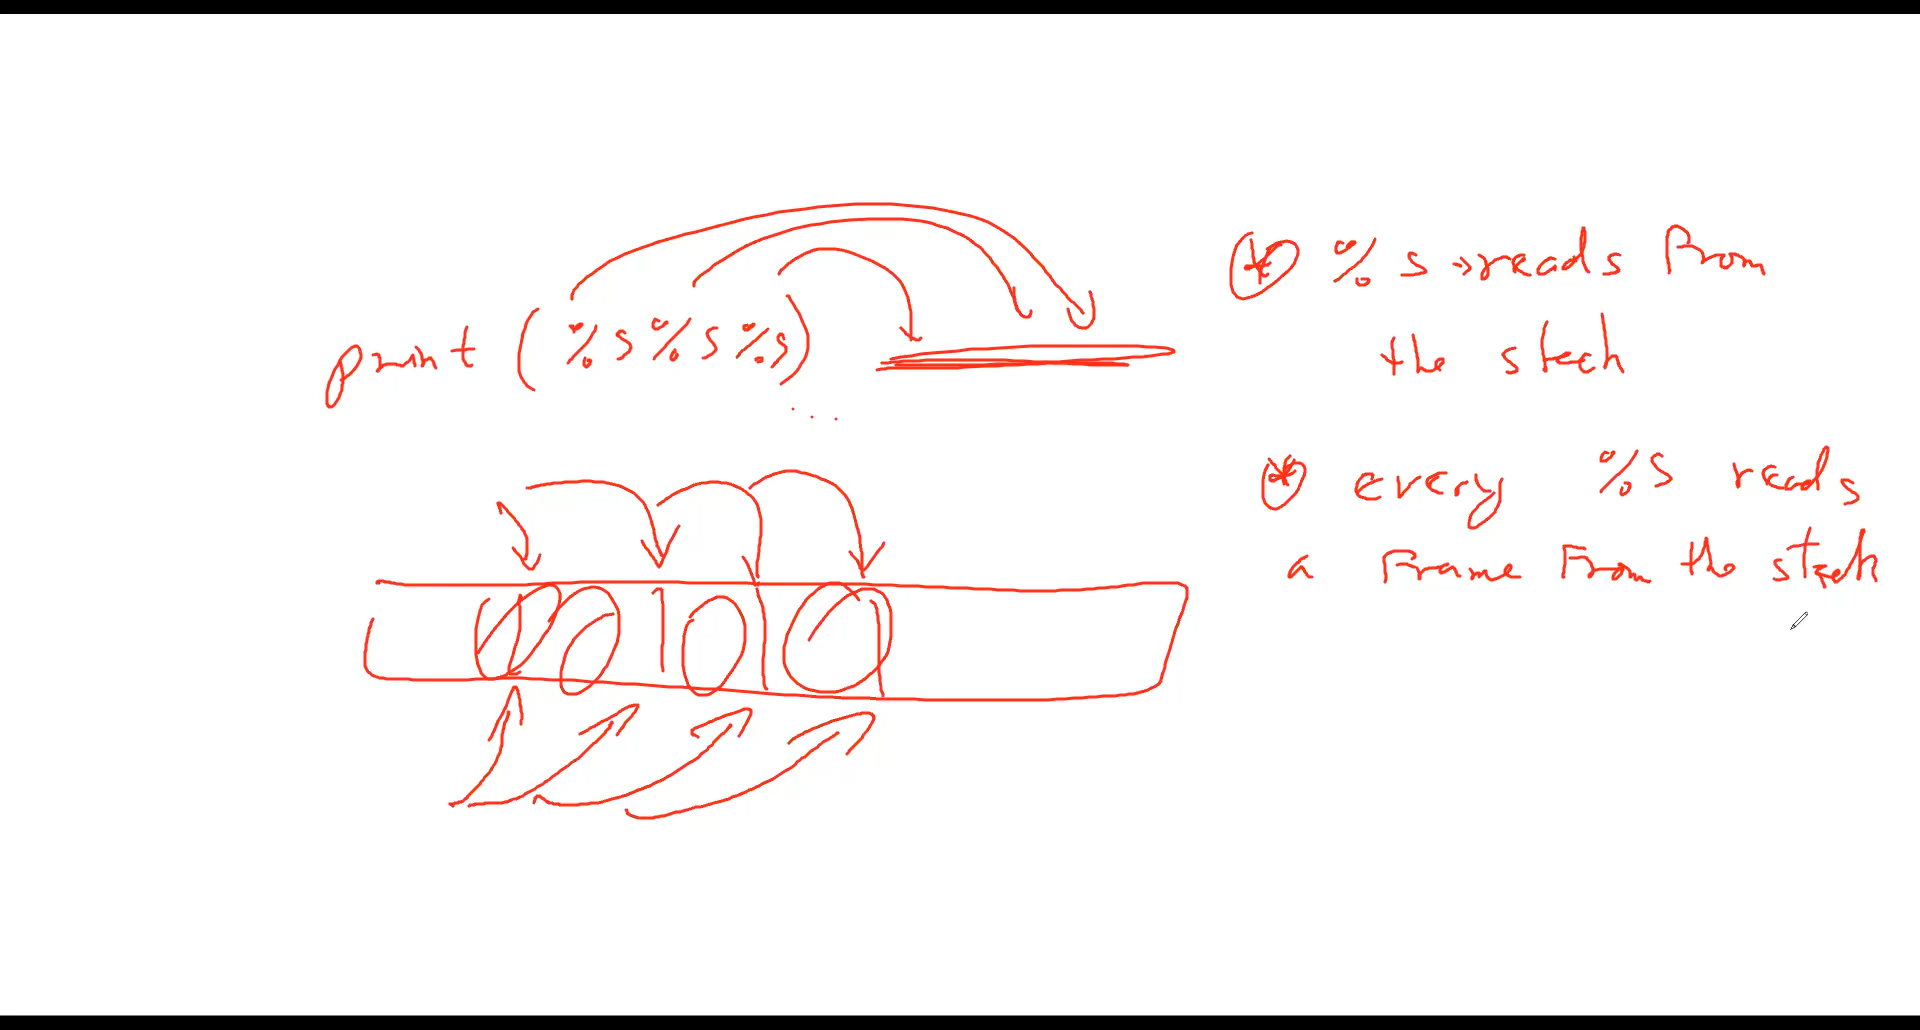 print (%s%s%s)
...
* %s → reads From
the stack
* every %s reads
a Frame From the stack